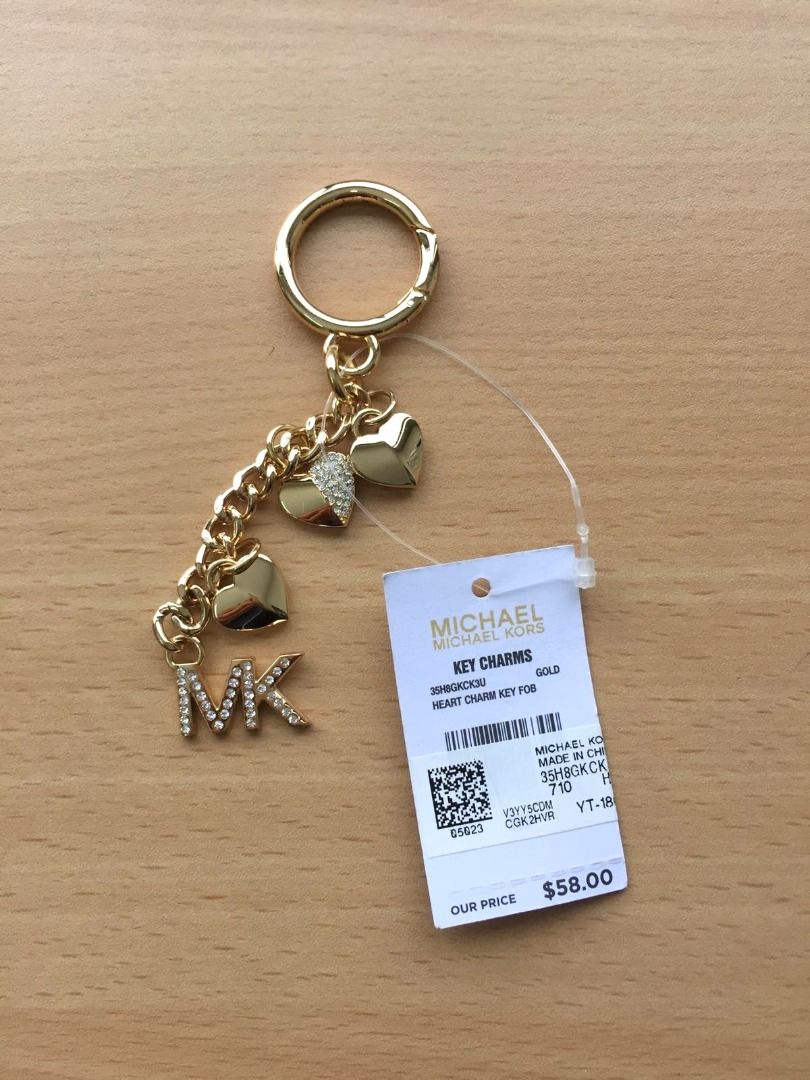 MK
MICHAEL
MICHAEL KORS
KEY CHARMS
35H8GKCK3U GOLD
HEART CHARM KEY FOB
MICHAEL KO
MADE IN CHI
35H8GKCK
710 H
V3YY5CDM
CGK2HVR YT-18
05023
OUR PRICE $58.00